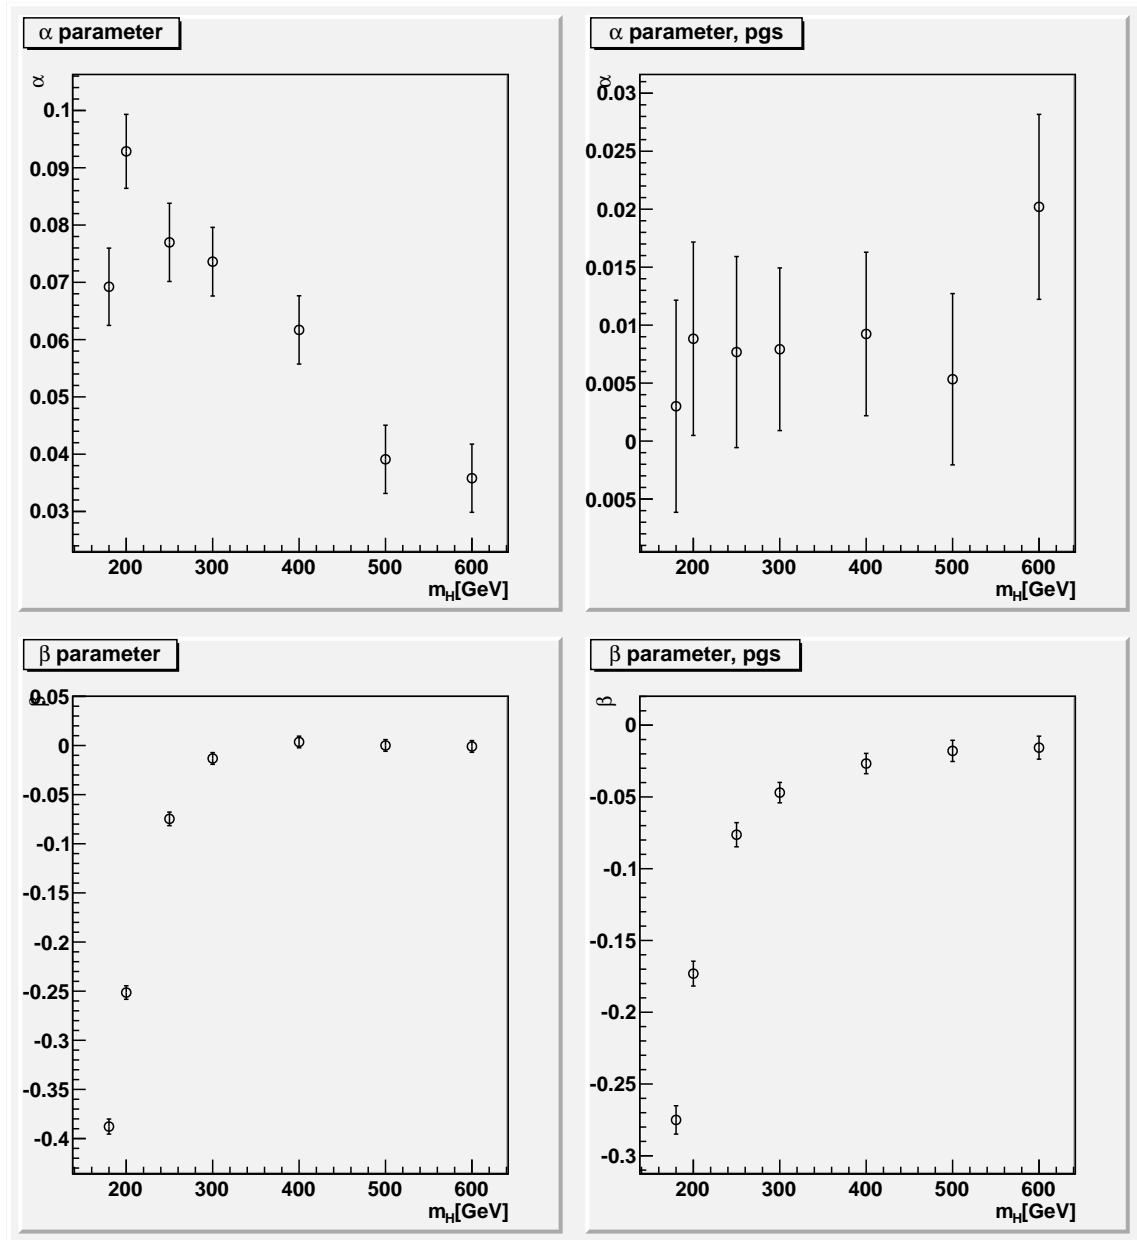 α parameter
α
0.1
0.09
0.08
0.07
0.06
0.05
0.04
0.03
200 300 400 500 600
m_H[GeV]
α parameter, pgs
α
0.03
0.025
0.02
0.015
0.01
0.005
0
0.005
200 300 400 500 600
m_H[GeV]
β parameter
β
0.05
0
-0.05
-0.1
-0.15
-0.2
-0.25
-0.3
-0.35
-0.4
200 300 400 500 600
m_H[GeV]
β parameter, pgs
β
0
-0.05
-0.1
-0.15
-0.2
-0.25
-0.3
200 300 400 500 600
m_H[GeV]